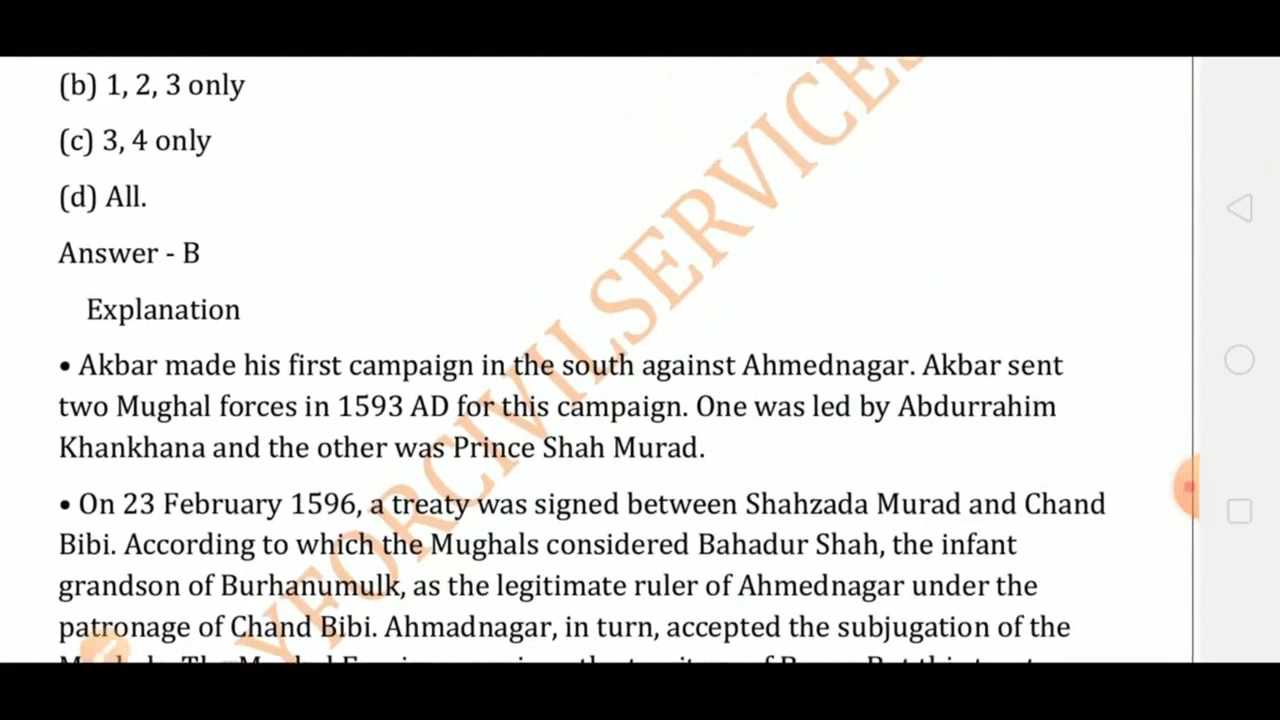 (b) 1, 2, 3 only
(c) 3, 4 only
(d) All.
Answer - B
Explanation
• Akbar made his first campaign in the south against Ahmednagar. Akbar sent
two Mughal forces in 1593 AD for this campaign. One was led by Abdurrahim
Khankhana and the other was Prince Shah Murad.
• On 23 February 1596, a treaty was signed between Shahzada Murad and Chand
Bibi. According to which the Mughals considered Bahadur Shah, the infant
grandson of Burhanumulk, as the legitimate ruler of Ahmednagar under the
patronage of Chand Bibi. Ahmadnagar, in turn, accepted the subjugation of the
YFORCIVILSERVICES